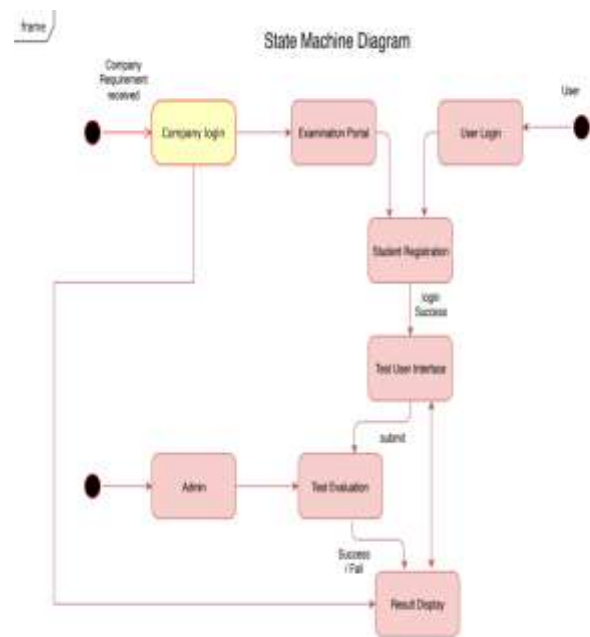 frame
State Machine Diagram
Company
Requirement
received
User
Company login
Examination Portal
User Login
Student Registration
login
Success
Test User Interface
submit
Admin
Test Evaluation
Success
/ Fail
Result Display